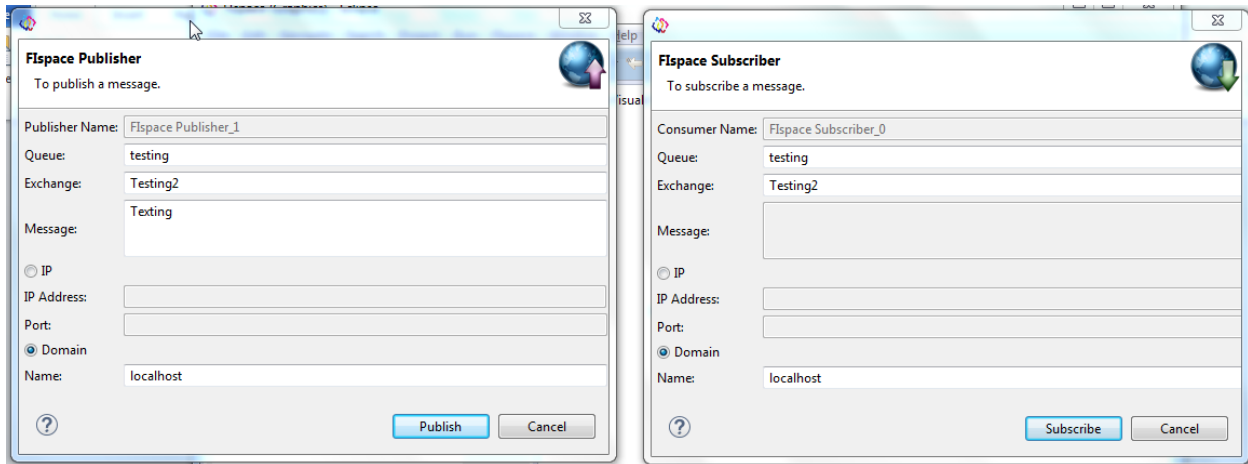 Help
isual
FIspace Publisher
To publish a message.
Publisher Name: FIspace Publisher_1
Queue: testing
Exchange: Testing2
Message: Texting
IP
IP Address:
Port:
Domain
Name: localhost
Publish Cancel
FIspace Subscriber
To subscribe a message.
Consumer Name: FIspace Subscriber_0
Queue: testing
Exchange: Testing2
Message:
IP
IP Address:
Port:
Domain
Name: localhost
Subscribe Cancel